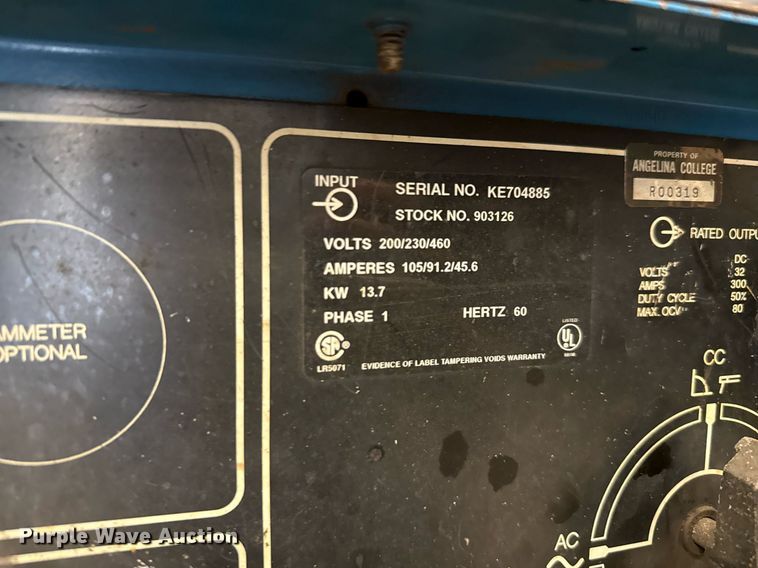 PROPERTY OF
ANGELINA COLLEGE
R00319
INPUT
SERIAL NO. KE704885
STOCK NO. 903126
VOLTS 200/230/460
AMPERES 105/91.2/45.6
KW 13.7
PHASE 1 HERTZ 60
LISTED
UL
SA
LR5071
EVIDENCE OF LABEL TAMPERING VOIDS WARRANTY
RATED OUTPU
DC
VOLTS 32
AMPS 300
DUTY CYCLE 50%
MAX. OCV 80
AMMETER
OPTIONAL
CC
AC
Purple Wave Auction